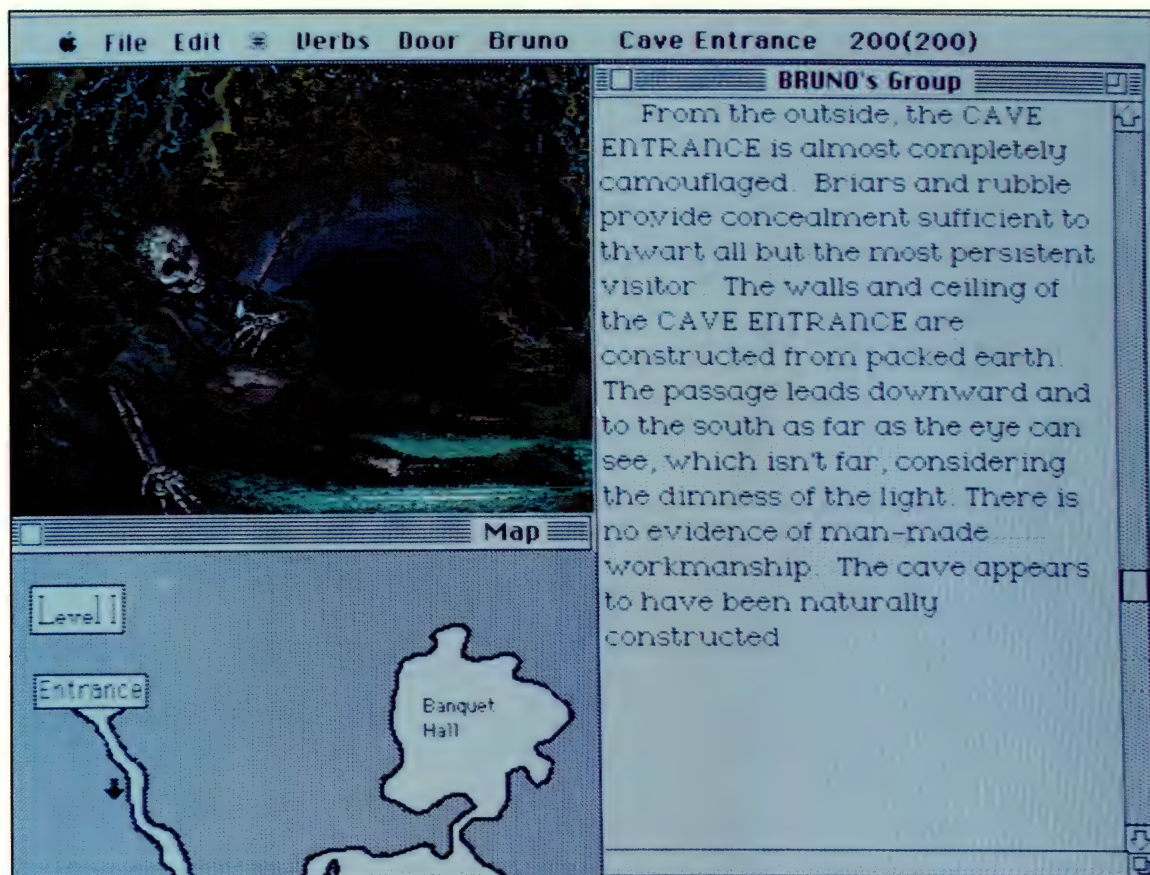 File Edit ⌘ Verbs Door Bruno Cave Entrance 200(200)
BRUNO's Group
From the outside, the CAVE
ENTRANCE is almost completely
camouflaged. Briars and rubble
provide concealment sufficient to
thwart all but the most persistent
visitor. The walls and ceiling of
the CAVE ENTRANCE are
constructed from packed earth.
The passage leads downward and
to the south as far as the eye can
see, which isn't far, considering
the dimness of the light. There is
no evidence of man-made
workmanship. The cave appears
to have been naturally
constructed
Map
Level 1
Entrance
Banquet
Hall